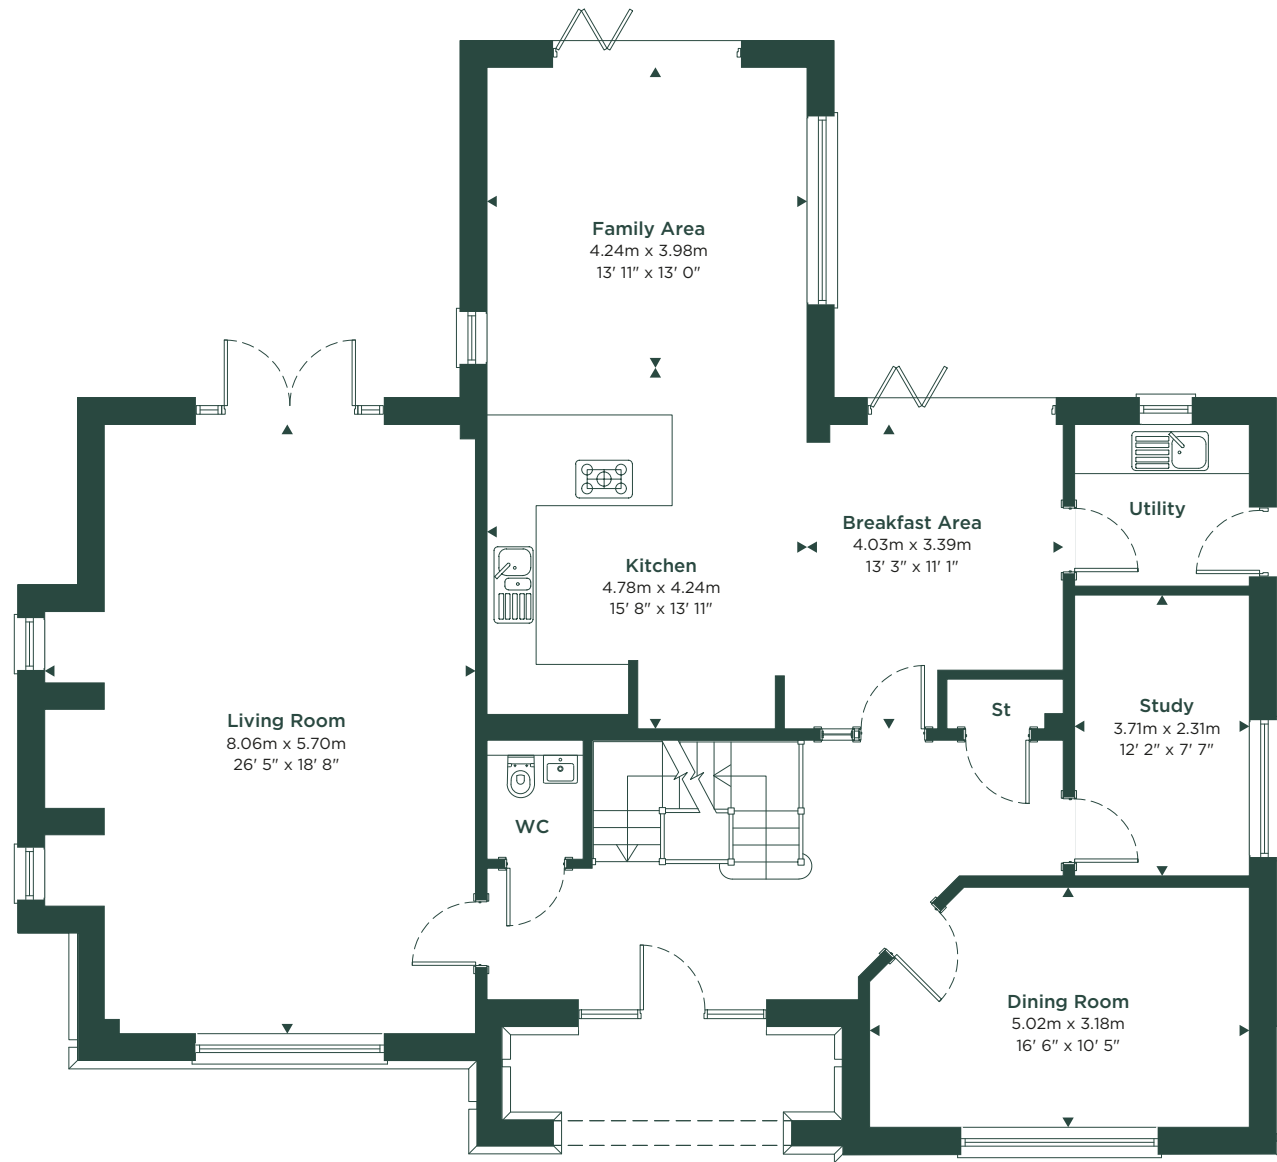 Family Area
4.24m x 3.98m
13' 11" x 13' 0"
Breakfast Area
4.03m x 3.39m
13' 3" x 11' 1"
Utility
Kitchen
4.78m x 4.24m
15' 8" x 13' 11"
Living Room
8.06m x 5.70m
26' 5" x 18' 8"
St
Study
3.71m x 2.31m
12' 2" x 7' 7"
WC
Dining Room
5.02m x 3.18m
16' 6" x 10' 5"